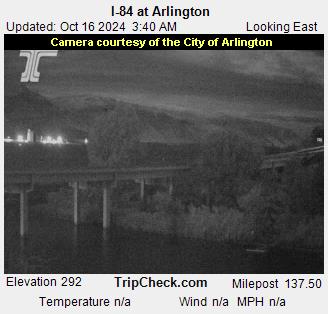 I-84 at Arlington
Updated: Oct 16 2024 3:40 AM Looking East
Camera courtesy of the City of Arlington
Elevation 292 TripCheck.com Milepost 137.50
Temperature n/a Wind n/a MPH n/a